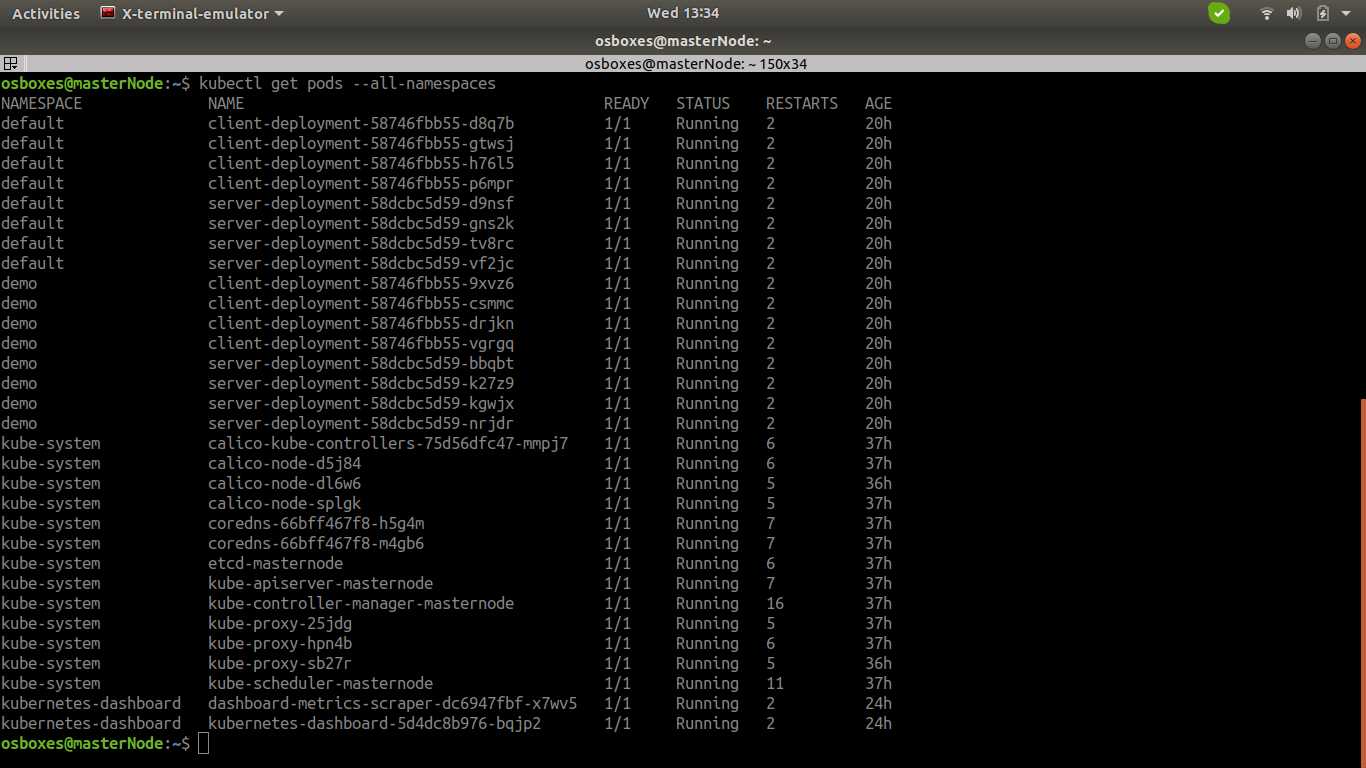 Activities X-terminal-emulator Wed 13:34
osboxes@masterNode: ~
osboxes@masterNode: ~ 150x34
osboxes@masterNode:~$ kubectl get pods --all-namespaces
NAMESPACE NAME READY STATUS RESTARTS AGE
default client-deployment-58746fbb55-d8q7b 1/1 Running 2 20h
default client-deployment-58746fbb55-gtwsj 1/1 Running 2 20h
default client-deployment-58746fbb55-h76l5 1/1 Running 2 20h
default client-deployment-58746fbb55-p6mpr 1/1 Running 2 20h
default server-deployment-58dcbc5d59-d9nsf 1/1 Running 2 20h
default server-deployment-58dcbc5d59-gns2k 1/1 Running 2 20h
default server-deployment-58dcbc5d59-tv8rc 1/1 Running 2 20h
default server-deployment-58dcbc5d59-vf2jc 1/1 Running 2 20h
demo client-deployment-58746fbb55-9xvz6 1/1 Running 2 20h
demo client-deployment-58746fbb55-csmmc 1/1 Running 2 20h
demo client-deployment-58746fbb55-drjkn 1/1 Running 2 20h
demo client-deployment-58746fbb55-vgrgq 1/1 Running 2 20h
demo server-deployment-58dcbc5d59-bbqbt 1/1 Running 2 20h
demo server-deployment-58dcbc5d59-k27z9 1/1 Running 2 20h
demo server-deployment-58dcbc5d59-kgwjx 1/1 Running 2 20h
demo server-deployment-58dcbc5d59-nrjdr 1/1 Running 2 20h
kube-system calico-kube-controllers-75d56dfc47-mmpj7 1/1 Running 6 37h
kube-system calico-node-d5j84 1/1 Running 6 37h
kube-system calico-node-dl6w6 1/1 Running 5 36h
kube-system calico-node-splgk 1/1 Running 5 37h
kube-system coredns-66bff467f8-h5g4m 1/1 Running 7 37h
kube-system coredns-66bff467f8-m4gb6 1/1 Running 7 37h
kube-system etcd-masternode 1/1 Running 6 37h
kube-system kube-apiserver-masternode 1/1 Running 7 37h
kube-system kube-controller-manager-masternode 1/1 Running 16 37h
kube-system kube-proxy-25jdg 1/1 Running 5 37h
kube-system kube-proxy-hpn4b 1/1 Running 6 37h
kube-system kube-proxy-sb27r 1/1 Running 5 36h
kube-system kube-scheduler-masternode 1/1 Running 11 37h
kubernetes-dashboard dashboard-metrics-scraper-dc6947fbf-x7wv5 1/1 Running 2 24h
kubernetes-dashboard kubernetes-dashboard-5d4dc8b976-bqjp2 1/1 Running 2 24h
osboxes@masterNode:~$